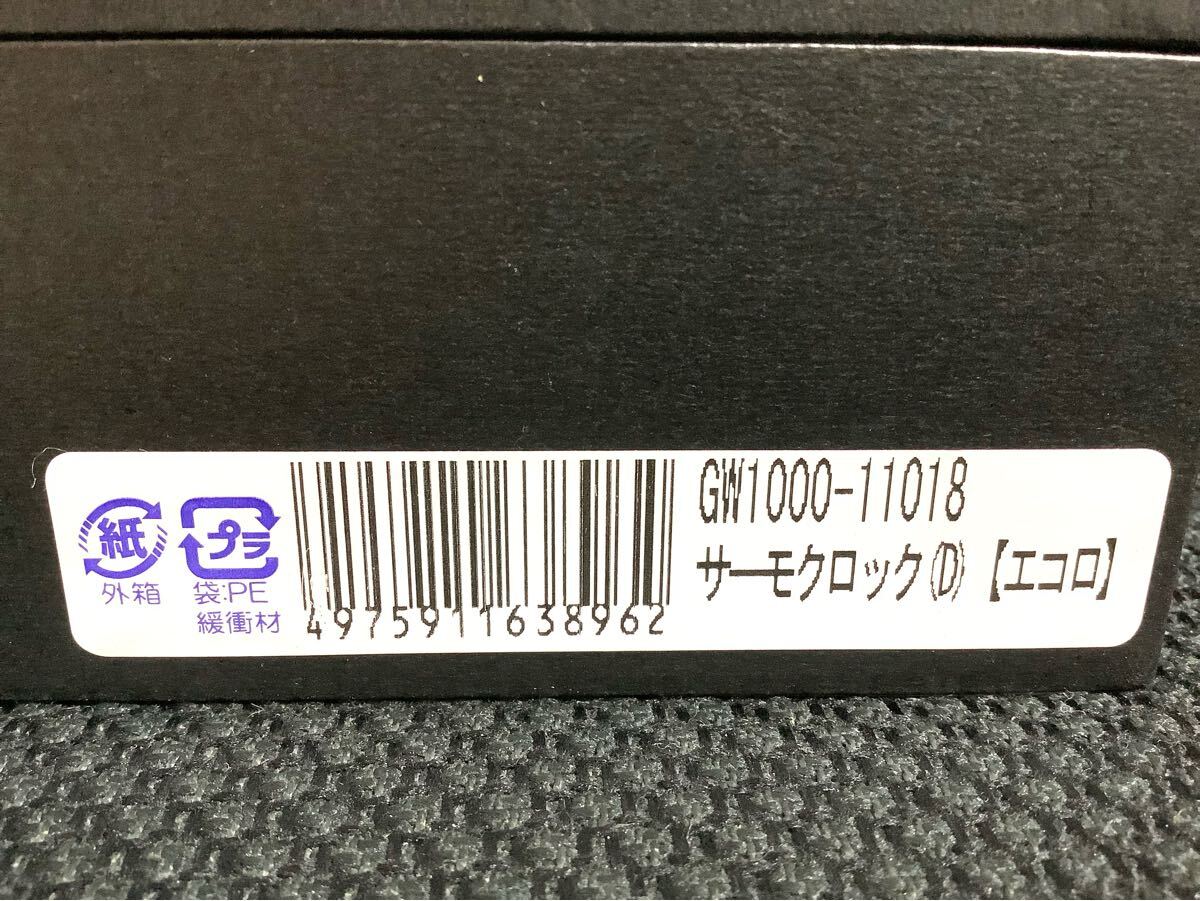 紙
外箱
プラ
袋:PE
緩衝材
4975911638962
GW1000-11018
サーモクロック(D)【エコロ】